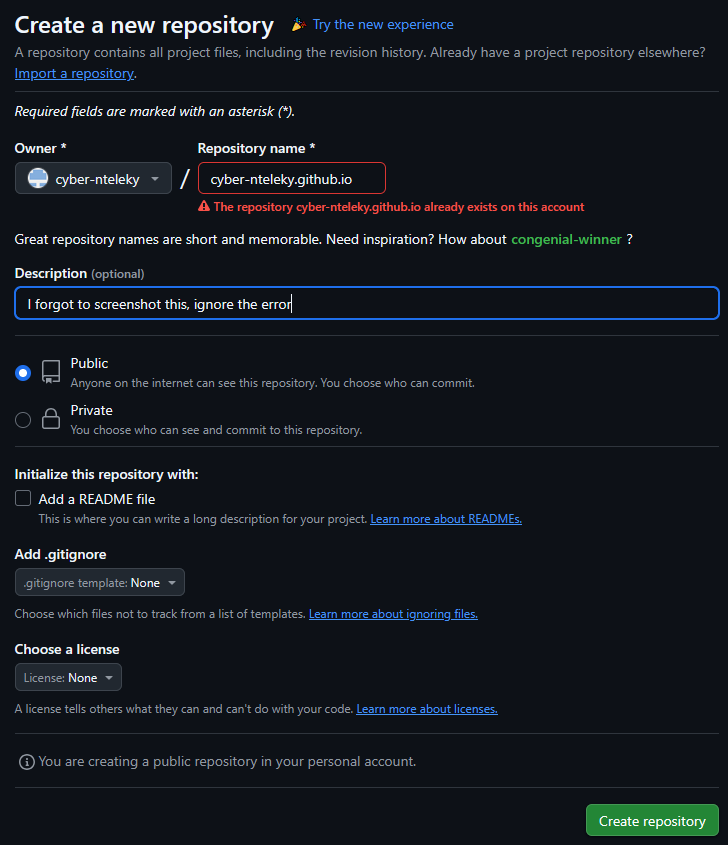 Create a new repository Try the new experience
A repository contains all project files, including the revision history. Already have a project repository elsewhere?
Import a repository.
Required fields are marked with an asterisk (*).
Owner * Repository name *
cyber-nteleky / cyber-nteleky.github.io
The repository cyber-nteleky.github.io already exists on this account
Great repository names are short and memorable. Need inspiration? How about congenial-winner ?
Description (optional)
I forgot to screenshot this, ignore the error
Public
Anyone on the internet can see this repository. You choose who can commit.
Private
You choose who can see and commit to this repository.
Initialize this repository with:
Add a README file
This is where you can write a long description for your project. Learn more about READMEs.
Add .gitignore
.gitignore template: None
Choose which files not to track from a list of templates. Learn more about ignoring files.
Choose a license
License: None
A license tells others what they can and can't do with your code. Learn more about licenses.
You are creating a public repository in your personal account.
Create repository